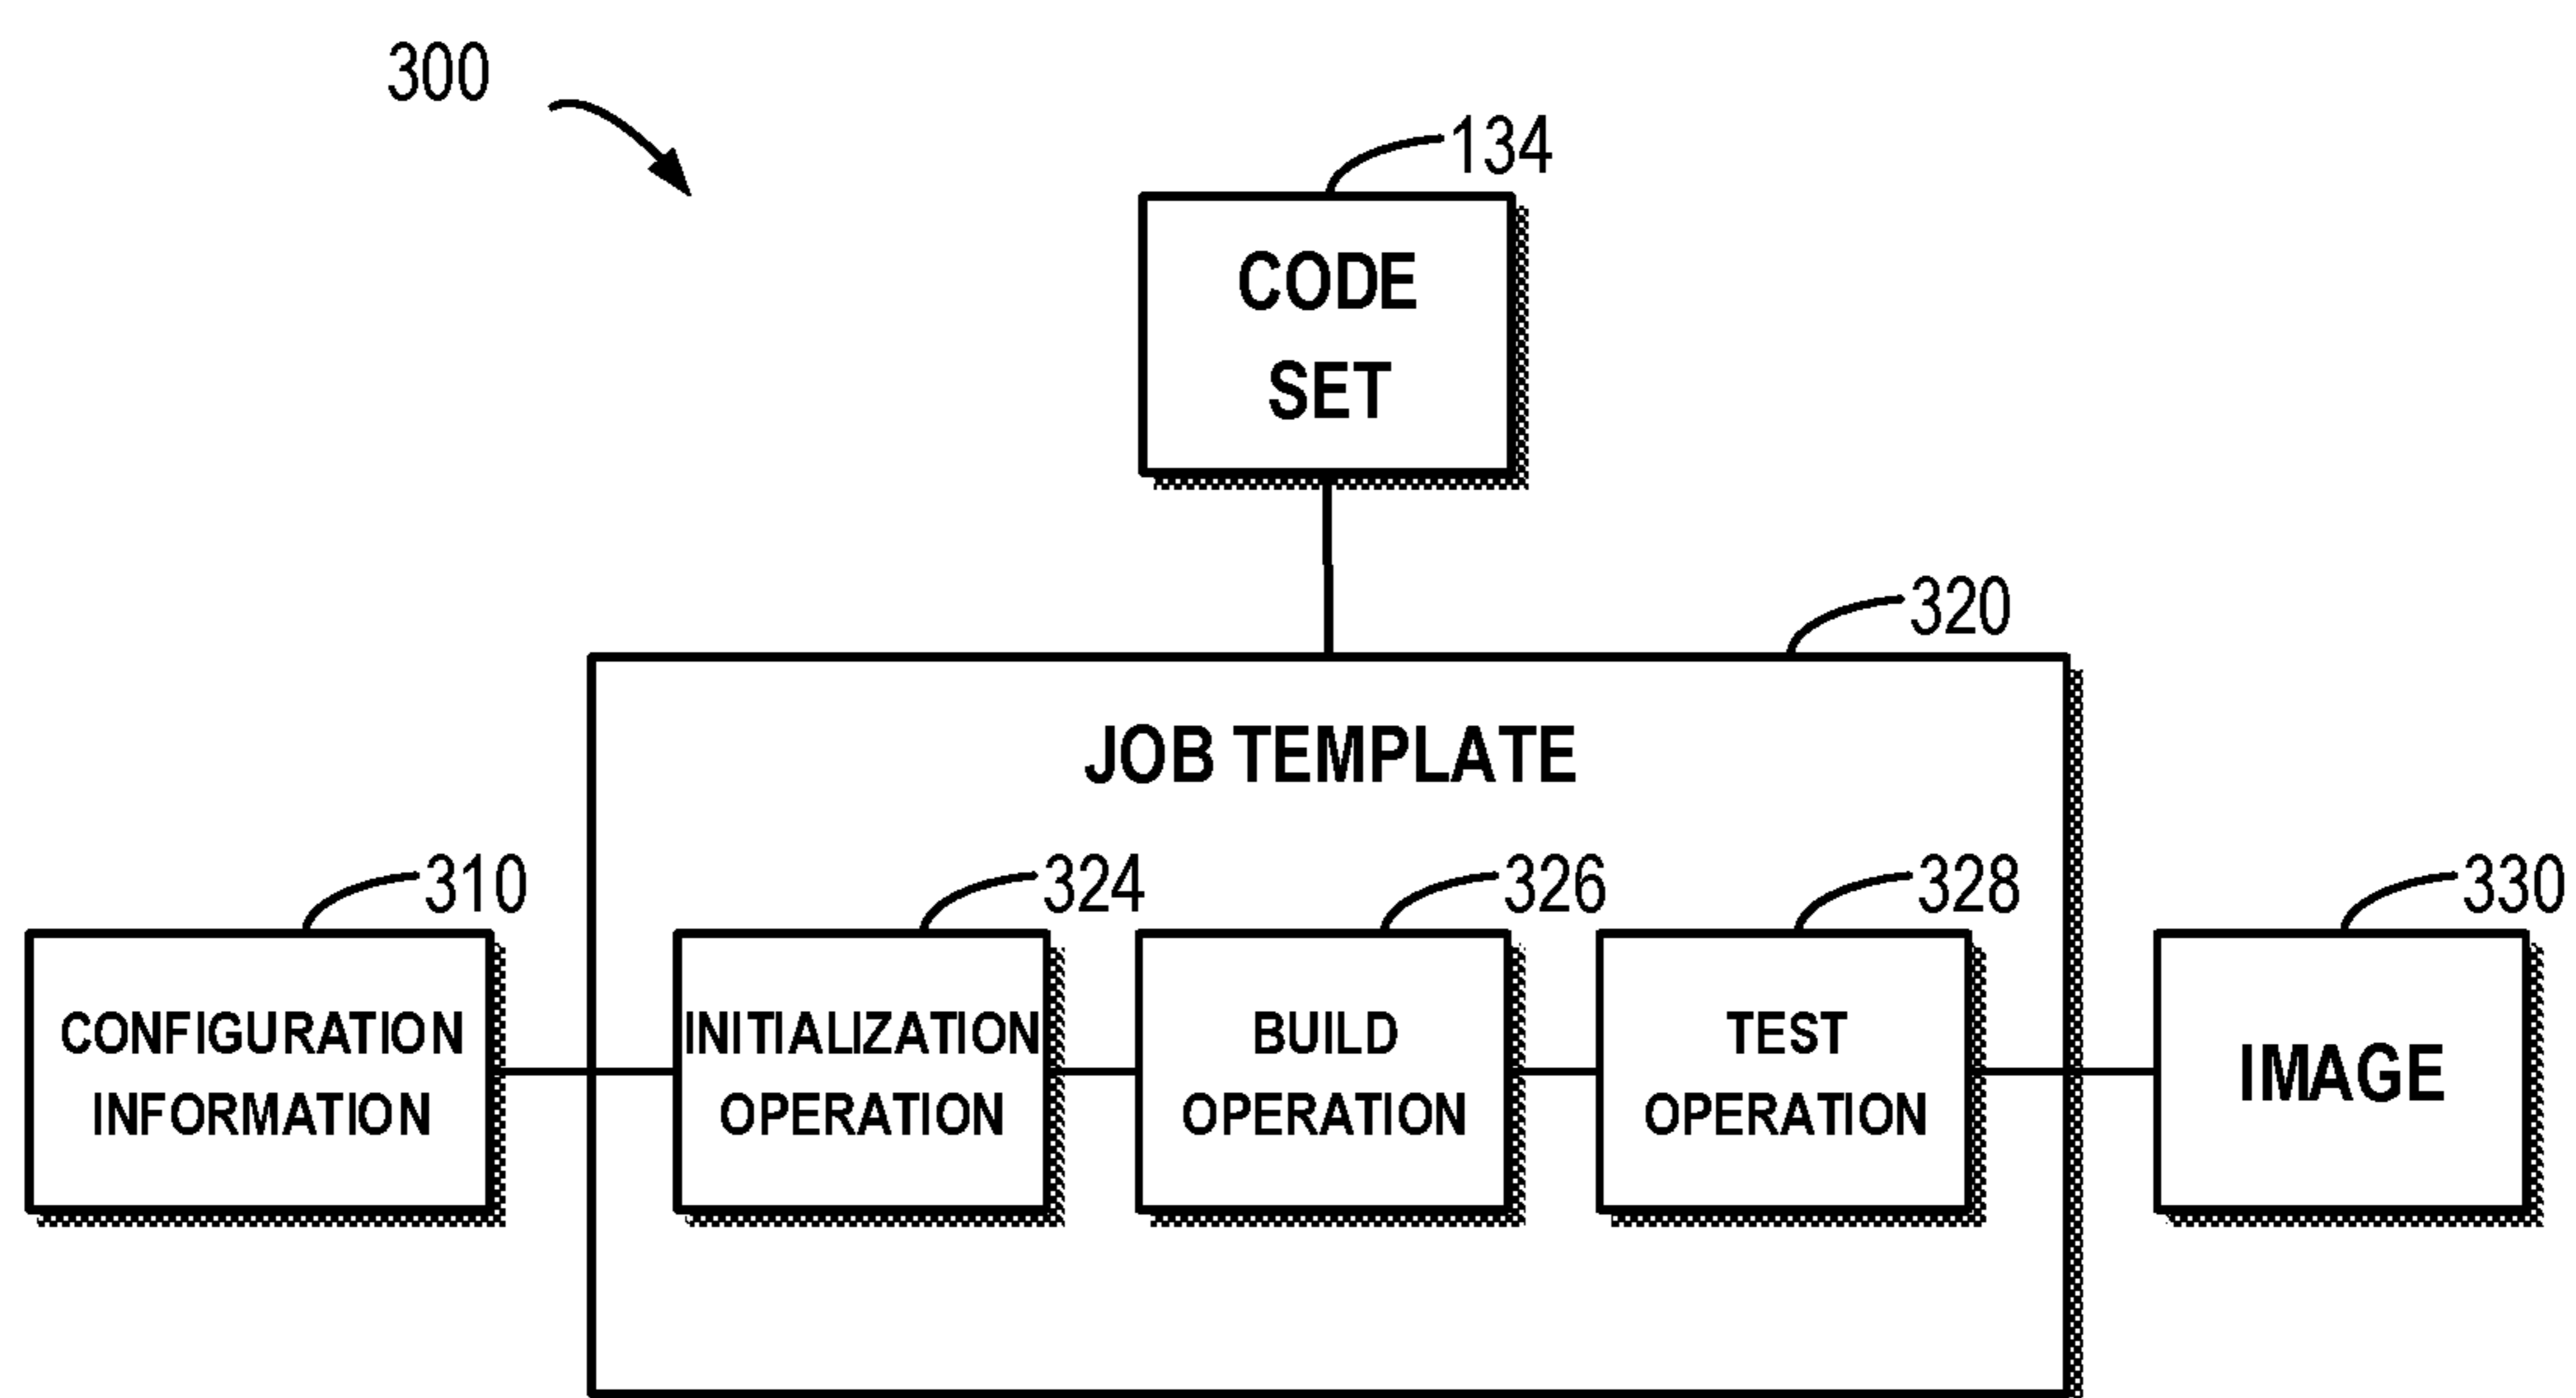 300
134
CODE
SET
320
JOB TEMPLATE
310
324
326
328
330
CONFIGURATION
INFORMATION
INITIALIZATION
OPERATION
BUILD
OPERATION
TEST
OPERATION
IMAGE